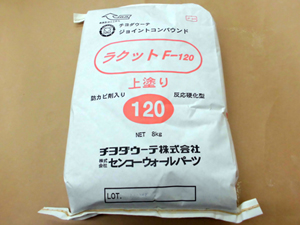 チヨダウーテ
ジョイントコンパウンド
ラクットF-120
上塗り
防カビ剤入り 反応硬化型
120
NET 8kg
チヨダウーテ株式会社
株式会社センコーウォールパーツ
LOT.